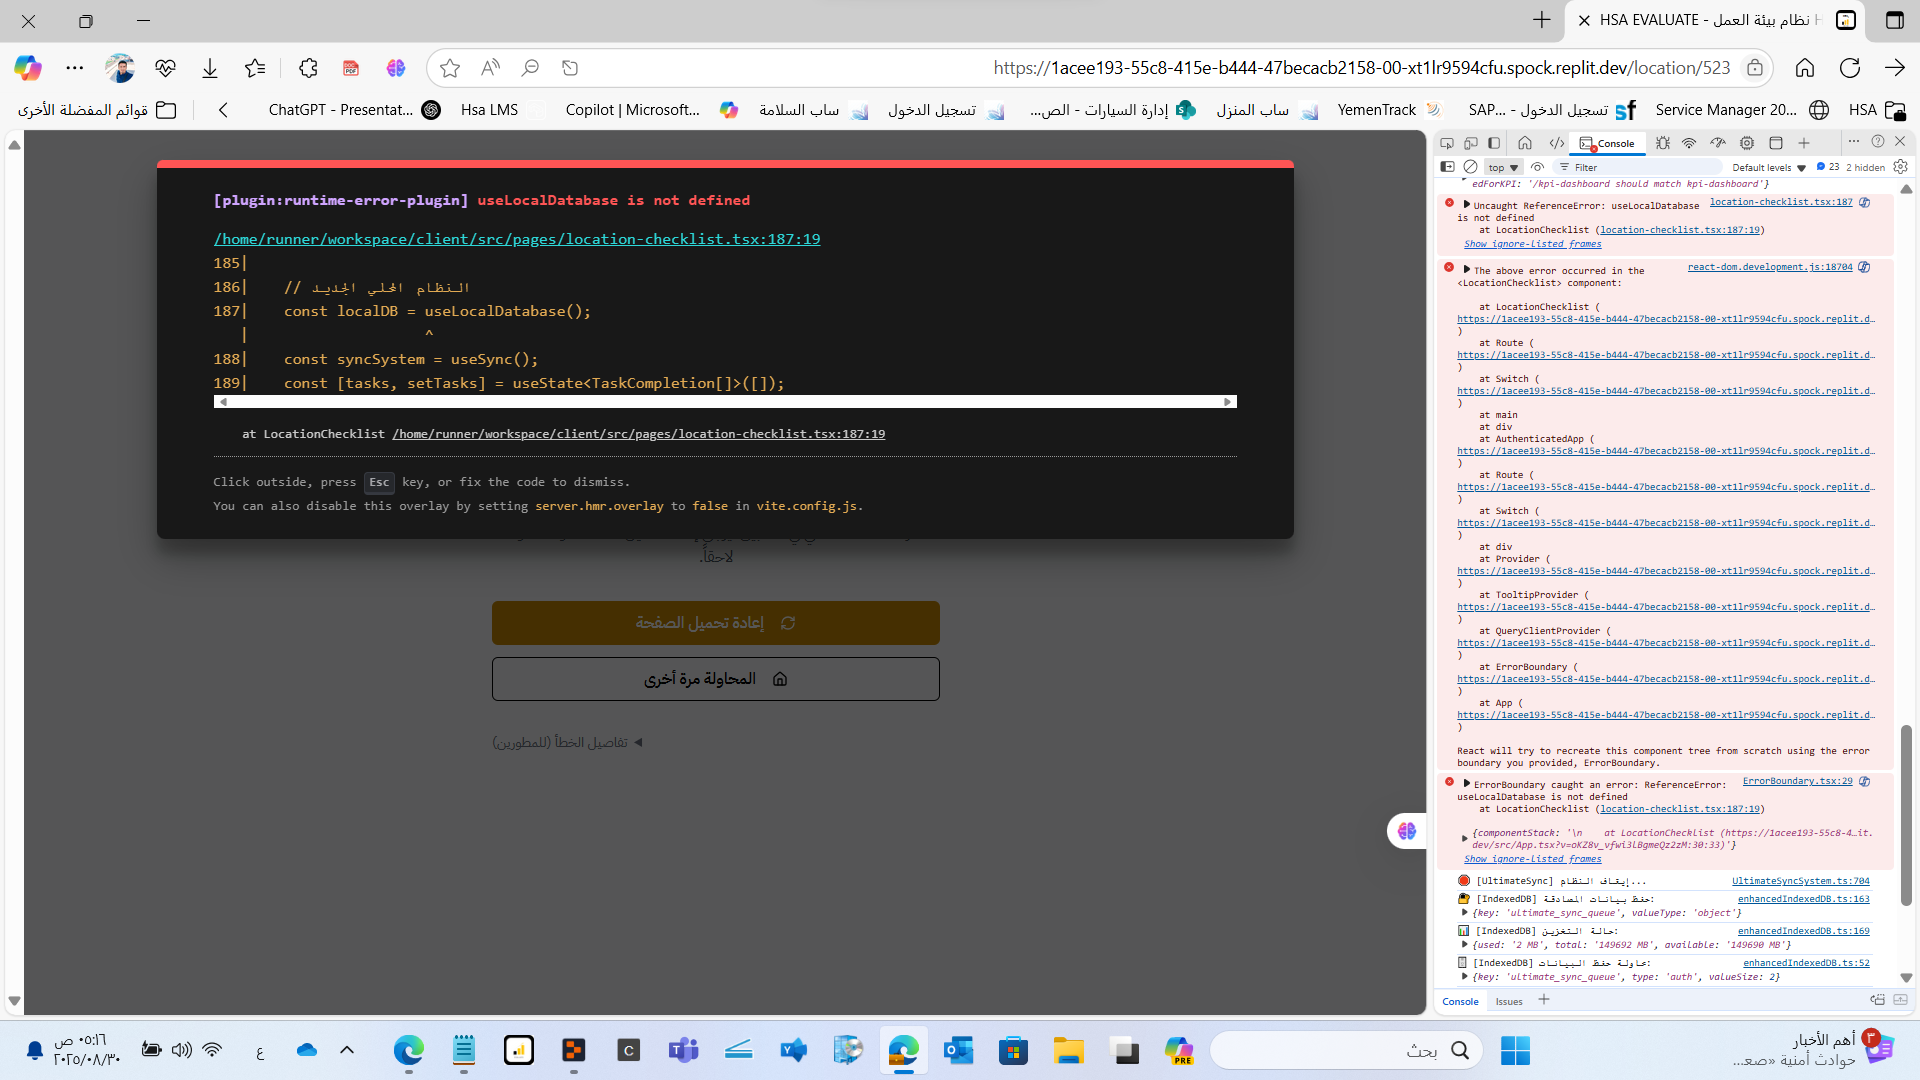 HSA EVALUATE - نظام بيئة العمل
https://1acee193-55c8-415e-b444-47becacb2158-00-xt1lr9594cfu.spock.replit.dev/location/523
HSA
Service Manager 20...
تسجيل الدخول - SAP...
YemenTrack
ساب المنزل
إدارة السيارات - الص...
تسجيل الدخول
ساب السلامة
Copilot | Microsoft...
Hsa LMS
ChatGPT - Presentat...
قوائم المفضلة الأخرى
[plugin:runtime-error-plugin] useLocalDatabase is not defined
/home/runner/workspace/client/src/pages/location-checklist.tsx:187:19
185|
186| // النظام المحلي الجديد
187| const localDB = useLocalDatabase();
| ^
188| const syncSystem = useSync();
189| const [tasks, setTasks] = useState<TaskCompletion[]>([]);
at LocationChecklist /home/runner/workspace/client/src/pages/location-checklist.tsx:187:19
Click outside, press Esc key, or fix the code to dismiss.
You can also disable this overlay by setting server.hmr.overlay to false in vite.config.js.
لاحقاً.
إعادة تحميل الصفحة
المحاولة مرة أخرى
تفاصيل الخطأ (للمطورين)
Console
top
Filter
Default levels
23
2 hidden
edForKPI: '/kpi-dashboard should match kpi-dashboard'}
Uncaught ReferenceError: useLocalDatabase location-checklist.tsx:187
is not defined
at LocationChecklist (location-checklist.tsx:187:19)
Show ignore-listed frames
The above error occurred in the react-dom.development.js:18704
<LocationChecklist> component:
at LocationChecklist (
https://1acee193-55c8-415e-b444-47becacb2158-00-xt1lr9594cfu.spock.replit.d…
)
at Route (
https://1acee193-55c8-415e-b444-47becacb2158-00-xt1lr9594cfu.spock.replit.d…
)
at Switch (
https://1acee193-55c8-415e-b444-47becacb2158-00-xt1lr9594cfu.spock.replit.d…
)
at main
at div
at AuthenticatedApp (
https://1acee193-55c8-415e-b444-47becacb2158-00-xt1lr9594cfu.spock.replit.d…
)
at Route (
https://1acee193-55c8-415e-b444-47becacb2158-00-xt1lr9594cfu.spock.replit.d…
)
at Switch (
https://1acee193-55c8-415e-b444-47becacb2158-00-xt1lr9594cfu.spock.replit.d…
)
at div
at Provider (
https://1acee193-55c8-415e-b444-47becacb2158-00-xt1lr9594cfu.spock.replit.d…
)
at TooltipProvider (
https://1acee193-55c8-415e-b444-47becacb2158-00-xt1lr9594cfu.spock.replit.d…
)
at QueryClientProvider (
https://1acee193-55c8-415e-b444-47becacb2158-00-xt1lr9594cfu.spock.replit.d…
)
at ErrorBoundary (
https://1acee193-55c8-415e-b444-47becacb2158-00-xt1lr9594cfu.spock.replit.d…
)
at App (
https://1acee193-55c8-415e-b444-47becacb2158-00-xt1lr9594cfu.spock.replit.d…
)
React will try to recreate this component tree from scratch using the error
boundary you provided, ErrorBoundary.
ErrorBoundary caught an error: ReferenceError: ErrorBoundary.tsx:29
useLocalDatabase is not defined
at LocationChecklist (location-checklist.tsx:187:19)
{componentStack: '\n at LocationChecklist (https://1acee193-55c8-4…it.
dev/src/App.tsx?v=oKZ8v_vfwi3lBgmeQz2zM:30:33)'}
Show ignore-listed frames
[UltimateSync] إيقاف النظام... UltimateSyncSystem.ts:704
[IndexedDB] حفظ بيانات المصادقة: enhancedIndexedDB.ts:163
{key: 'ultimate_sync_queue', valueType: 'object'}
[IndexedDB] حالة التخزين: enhancedIndexedDB.ts:169
{used: '2 MB', total: '149692 MB', available: '149690 MB'}
[IndexedDB] محاولة حفظ البيانات: enhancedIndexedDB.ts:52
{key: 'ultimate_sync_queue', type: 'auth', valueSize: 2}
Console
Issues
أهم الأخبار
حوادث أمنية «صعـ...
٣
بحث
PRE
ع
٠٥:١٦ ص
٢٠٢٥/٠٨/٣٠